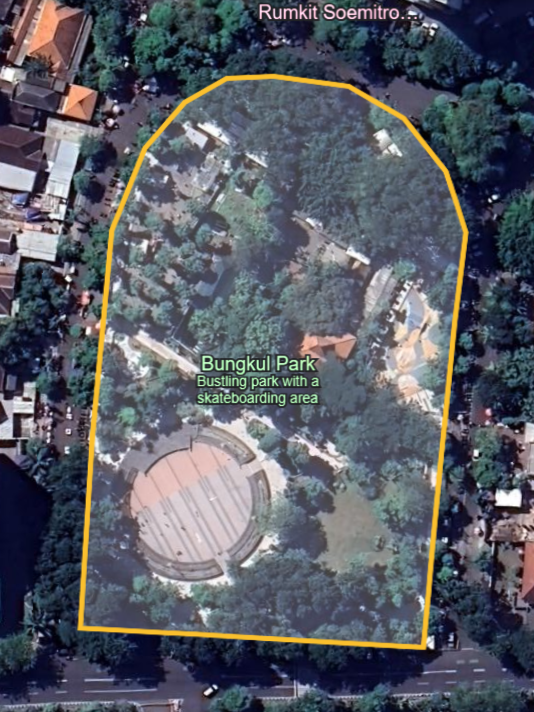 Rumkit Soemitro...
Bungkul Park
Bustling park with a
skateboarding area